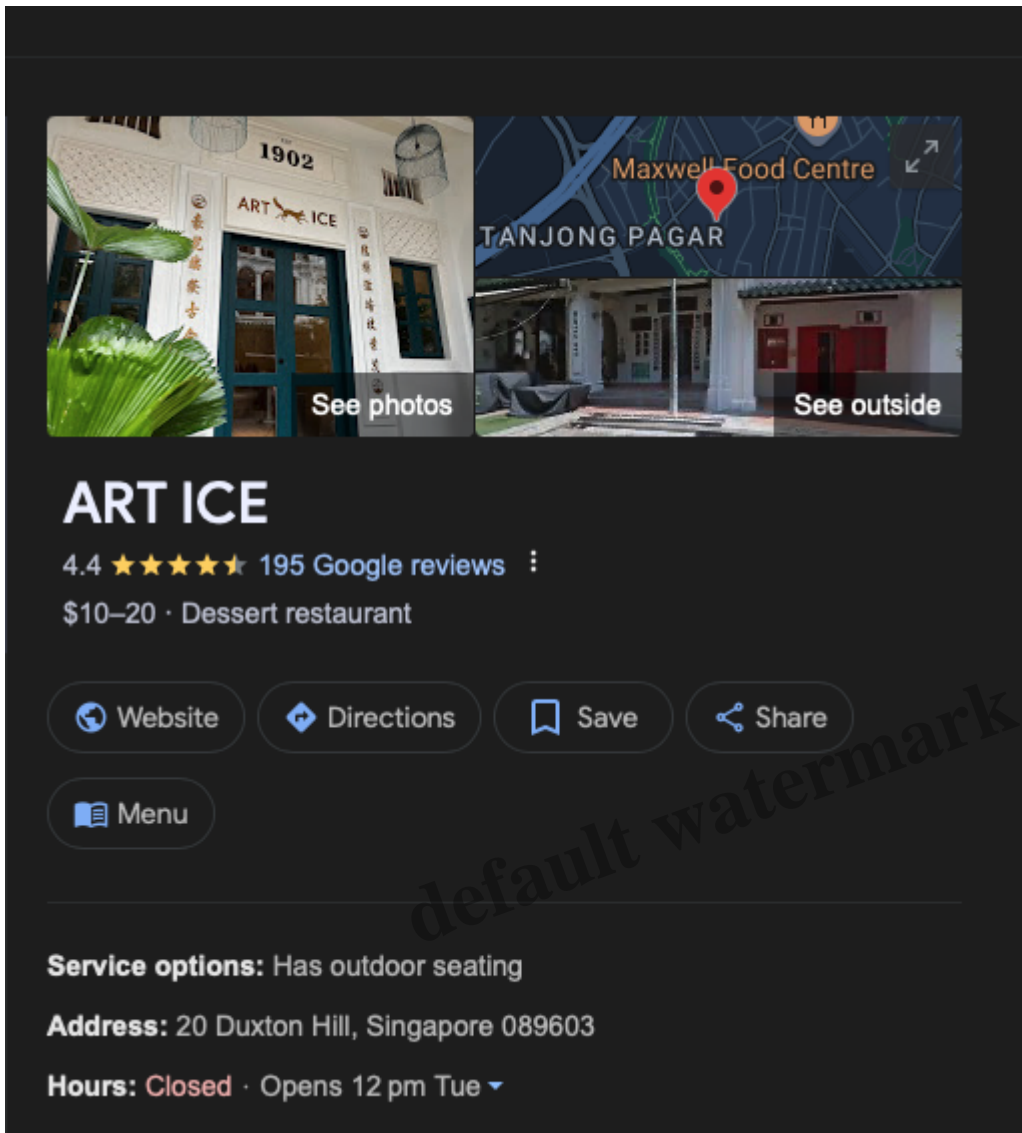 1902
ART ICE
Maxwell Food Centre
TANJONG PAGAR
See photos
See outside
ART ICE
4.4 195 Google reviews
$10–20 · Dessert restaurant
Website
Directions
Save
Share
Menu
default watermark
Service options: Has outdoor seating
Address: 20 Duxton Hill, Singapore 089603
Hours: Closed · Opens 12 pm Tue